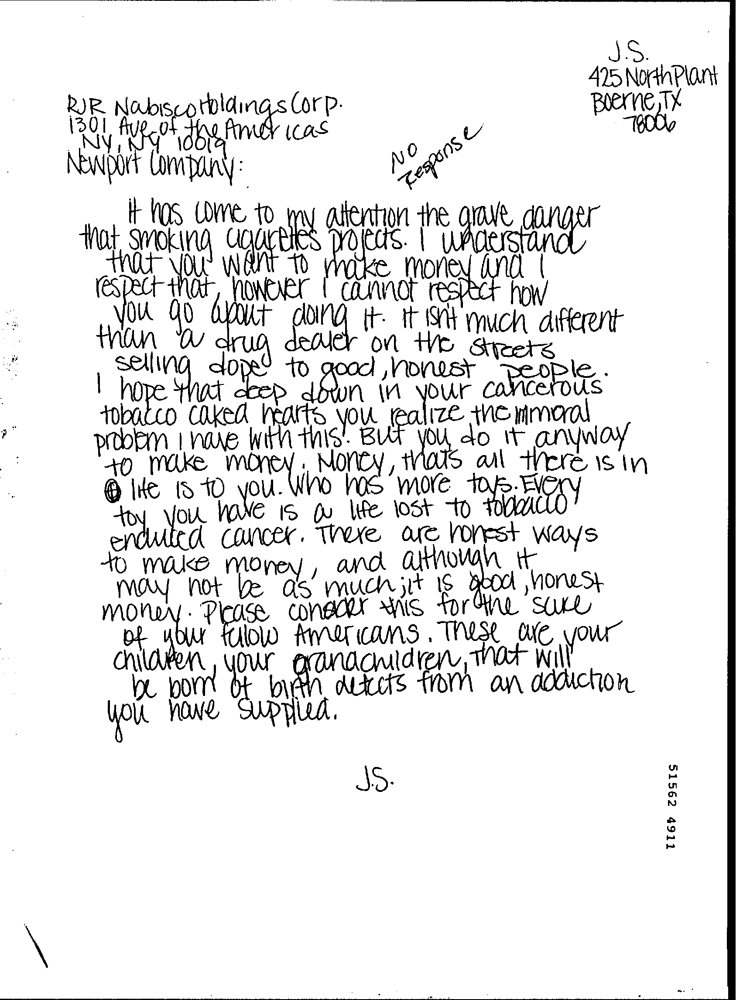 J.S.
425 North Plant
Boerne, TX
78006
RJR Nabisco Holdings Corp.
1301 Ave. of the Americas
NY, NY 10019
Newport Company:
No
Response
It has come to my attention the grave danger
that smoking cigarettes projects. I understand
that you want to make money and I
respect that, however I cannot respect how
you go about doing it. It isn't much different
than a drug dealer on the streets
selling dope to good, honest people.
I hope that deep down in your cancerous
tobacco caked hearts you realize the immoral
problem I have with this. But you do it anyway
to make money. Money, thats all there is in
life is to you. Who has more toys. Every
toy you have is a life lost to tobbacco
enduced cancer. There are honest ways
to make money, and although it
may not be as much; it is good, honest
money. Please consder this for the sake
of your fellow Americans. These are your
children, your grandchildren, that will
be born of birth defects from an addiction
you have supplied.
J.S.
51562 4911